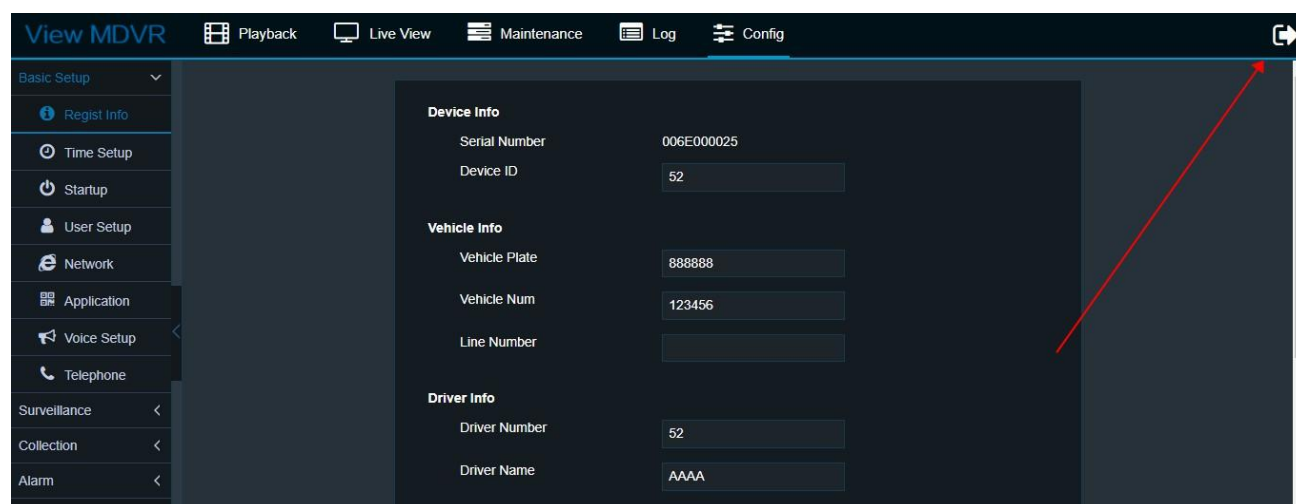 View MDVR Playback Live View Maintenance Log Config
Basic Setup
Regist Info
Time Setup
Startup
User Setup
Network
Application
Voice Setup
Telephone
Surveillance
Collection
Alarm
Device Info
Serial Number 006E000025
Device ID 52
Vehicle Info
Vehicle Plate 888888
Vehicle Num 123456
Line Number
Driver Info
Driver Number 52
Driver Name AAAA